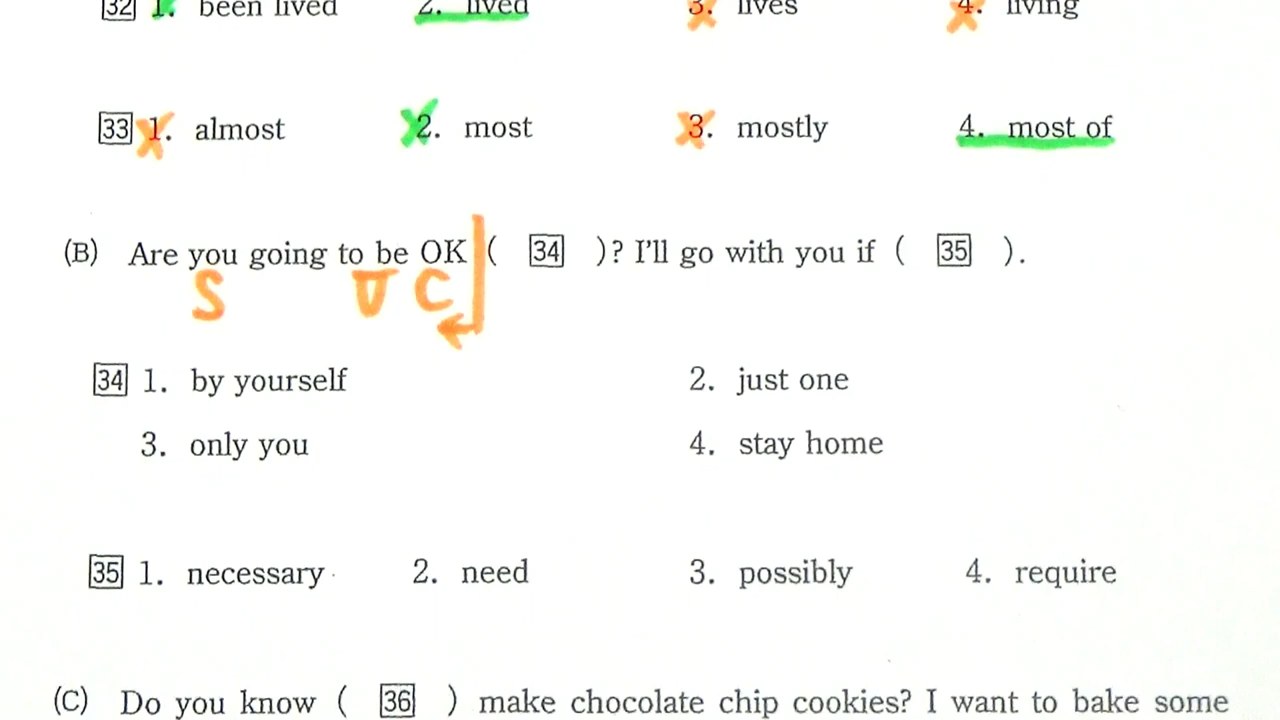 32 1. been lived 2. lived 3. lives 4. living
33 1. almost 2. most 3. mostly 4. most of
(B) Are you going to be OK ( 34 )? I'll go with you if ( 35 ).
S V C
34 1. by yourself 2. just one
3. only you 4. stay home
35 1. necessary 2. need 3. possibly 4. require
(C) Do you know ( 36 ) make chocolate chip cookies? I want to bake some